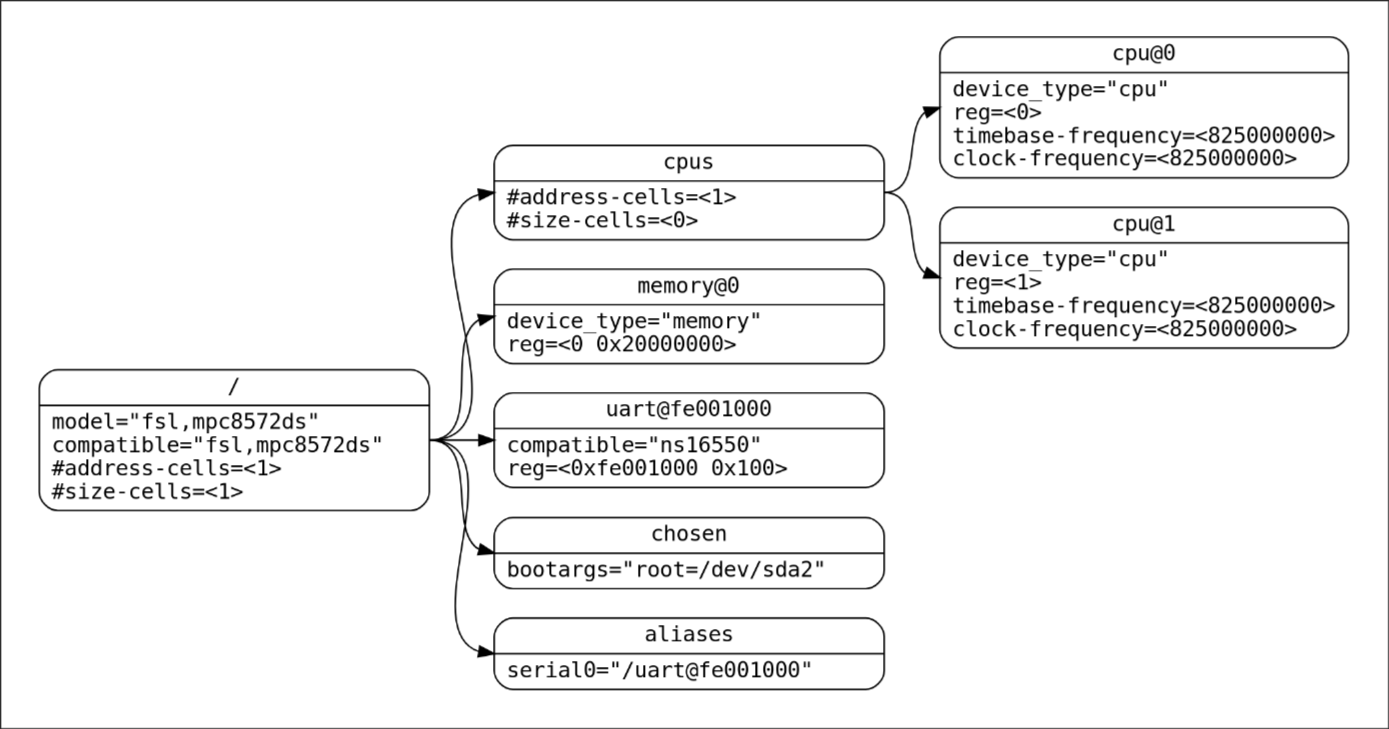 /
model="fsl,mpc8572ds"
compatible="fsl,mpc8572ds"
#address-cells=<1>
#size-cells=<1>
cpus
#address-cells=<1>
#size-cells=<0>
memory@0
device_type="memory"
reg=<0 0x20000000>
uart@fe001000
compatible="ns16550"
reg=<0xfe001000 0x100>
chosen
bootargs="root=/dev/sda2"
aliases
serial0="/uart@fe001000"
cpu@0
device_type="cpu"
reg=<0>
timebase-frequency=<825000000>
clock-frequency=<825000000>
cpu@1
device_type="cpu"
reg=<1>
timebase-frequency=<825000000>
clock-frequency=<825000000>